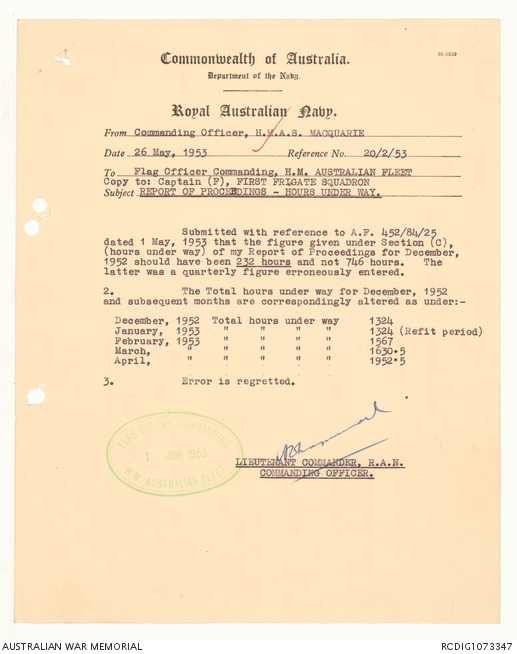 Commonwealth of Australia.
Department of the Navy.
Royal Australian Navy.
From Commanding Officer, H.M.A.S. MACQUARIE
Date 26 May, 1953 Reference No. 20/2/53
To Flag Officer Commanding, H.M. AUSTRALIAN FLEET
Copy to: Captain (F), FIRST FRIGATE SQUADRON
Subject REPORT OF PROCEEDINGS - HOURS UNDER WAY.
Submitted with reference to A.F. 452/84/25
dated 1 May, 1953 that the figure given under Section (C),
(hours under way) of my Report of Proceedings for December,
1952 should have been 232 hours and not 746 hours. The
latter was a quarterly figure erroneously entered.
2. The Total hours under way for December, 1952
and subsequent months are correspondingly altered as under:-
December, 1952 Total hours under way 1324
January, 1953 " " " " 1324 (Refit period)
February, 1953 " " " " 1567
March, " " " " " 1630.5
April, " " " " " 1952.5
3. Error is regretted.
FLAG OFFICER COMMANDING
1 JUN 1953
H.M. AUSTRALIAN FLEET
LIEUTENANT COMMANDER, R.A.N.
COMMANDING OFFICER.
AUSTRALIAN WAR MEMORIAL RCDIG1073347